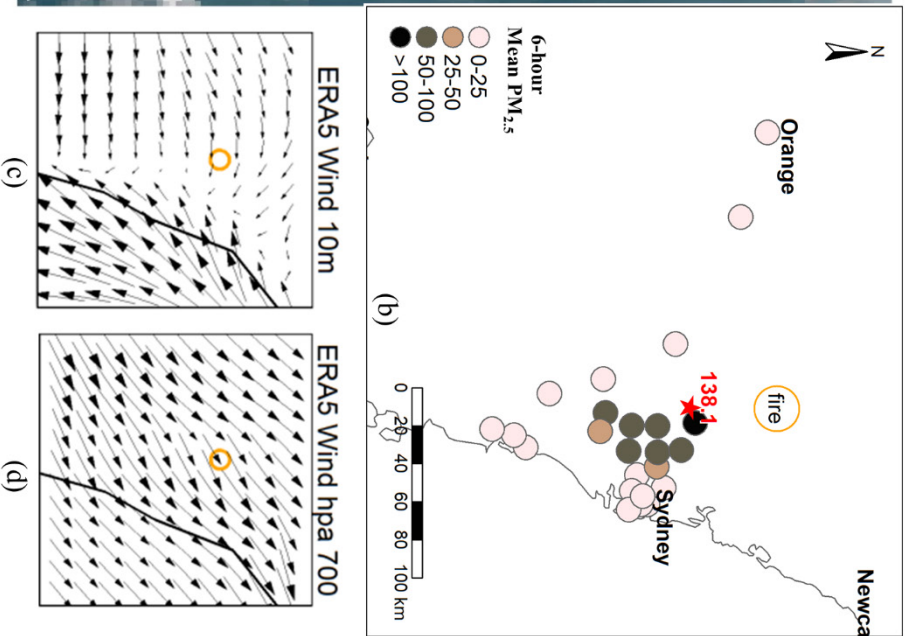 N
Newca
Orange
fire
138.1
Sydney
6-hour
Mean PM₂.₅
0-25
25-50
50-100
>100
0 20 40 60 80 100 km
(b)
ERA5 Wind 10m
ERA5 Wind hpa 700
(c)
(d)